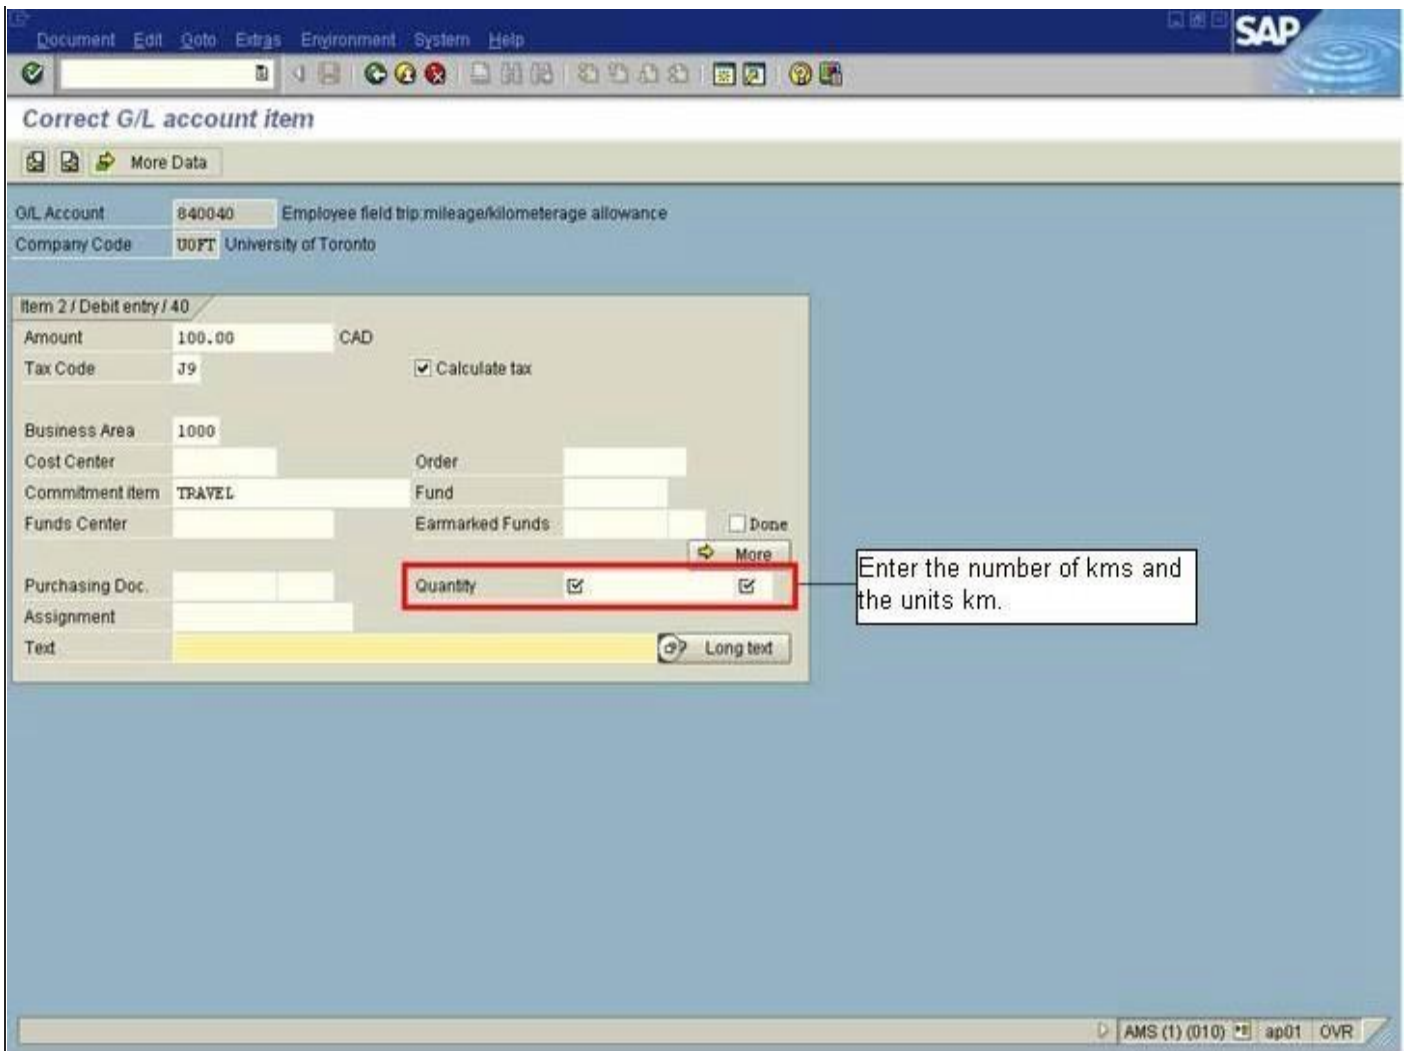 Document Edit Goto Extras Environment System Help
SAP
Correct G/L account item
More Data
G/L Account 840040 Employee field trip:mileage/kilometerage allowance
Company Code UOFT University of Toronto
Item 2 / Debit entry / 40
Amount 100.00 CAD
Tax Code J9 Calculate tax
Business Area 1000
Cost Center Order
Commitment item TRAVEL Fund
Funds Center Earmarked Funds Done
More
Purchasing Doc. Quantity
Assignment
Text Long text
Enter the number of kms and
the units km.
AMS (1) (010) ap01 OVR